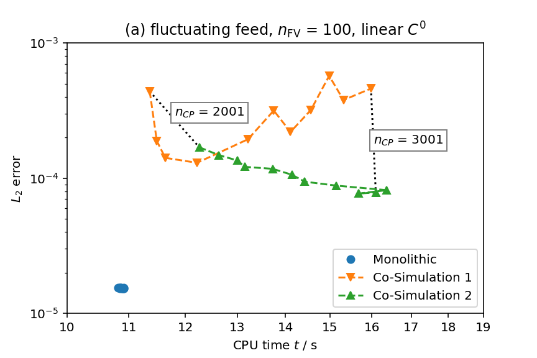 (a) fluctuating feed, n_FV = 100, linear C^0
10^−3
n_CP = 2001
n_CP = 3001
10^−4
L_2 error
Monolithic
Co-Simulation 1
Co-Simulation 2
10^−5
10 11 12 13 14 15 16 17 18 19
CPU time t / s